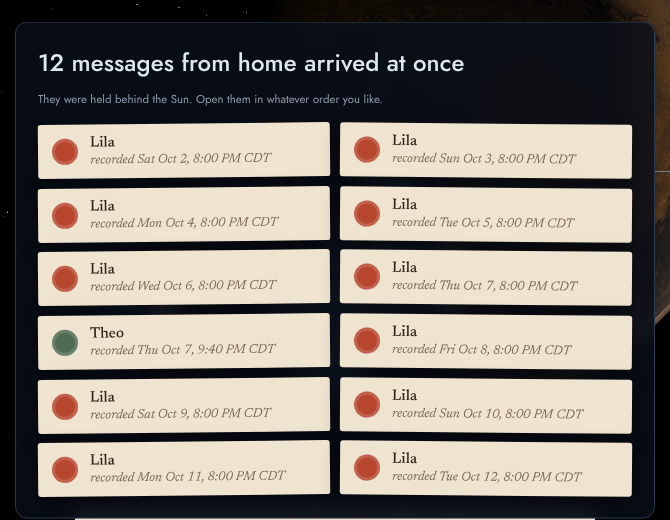 12 messages from home arrived at once
They were held behind the Sun. Open them in whatever order you like.
Lila
recorded Sat Oct 2, 8:00 PM CDT
Lila
recorded Sun Oct 3, 8:00 PM CDT
Lila
recorded Mon Oct 4, 8:00 PM CDT
Lila
recorded Tue Oct 5, 8:00 PM CDT
Lila
recorded Wed Oct 6, 8:00 PM CDT
Lila
recorded Thu Oct 7, 8:00 PM CDT
Theo
recorded Thu Oct 7, 9:40 PM CDT
Lila
recorded Fri Oct 8, 8:00 PM CDT
Lila
recorded Sat Oct 9, 8:00 PM CDT
Lila
recorded Sun Oct 10, 8:00 PM CDT
Lila
recorded Mon Oct 11, 8:00 PM CDT
Lila
recorded Tue Oct 12, 8:00 PM CDT